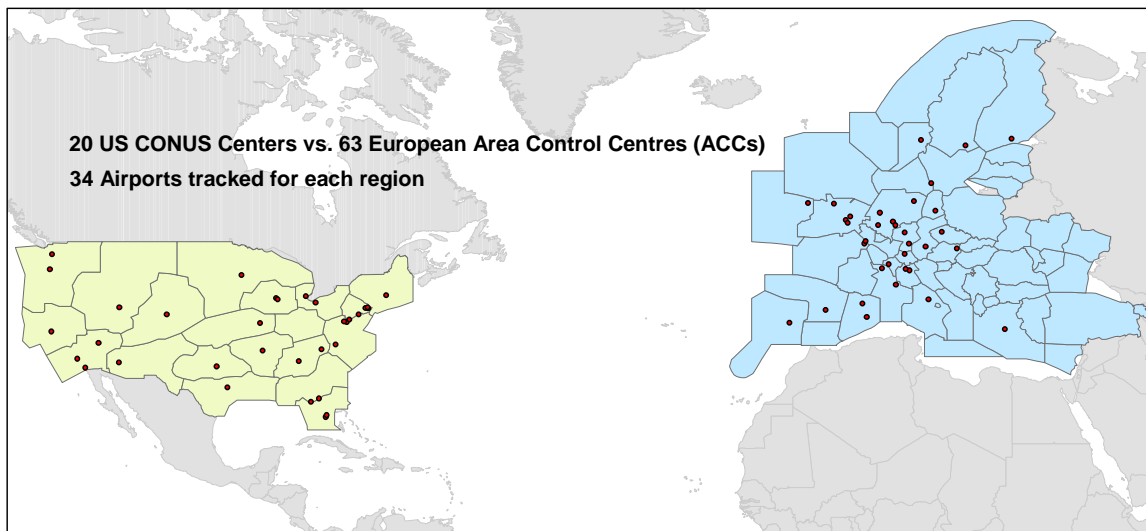 20 US CONUS Centers vs. 63 European Area Control Centres (ACCs)
34 Airports tracked for each region